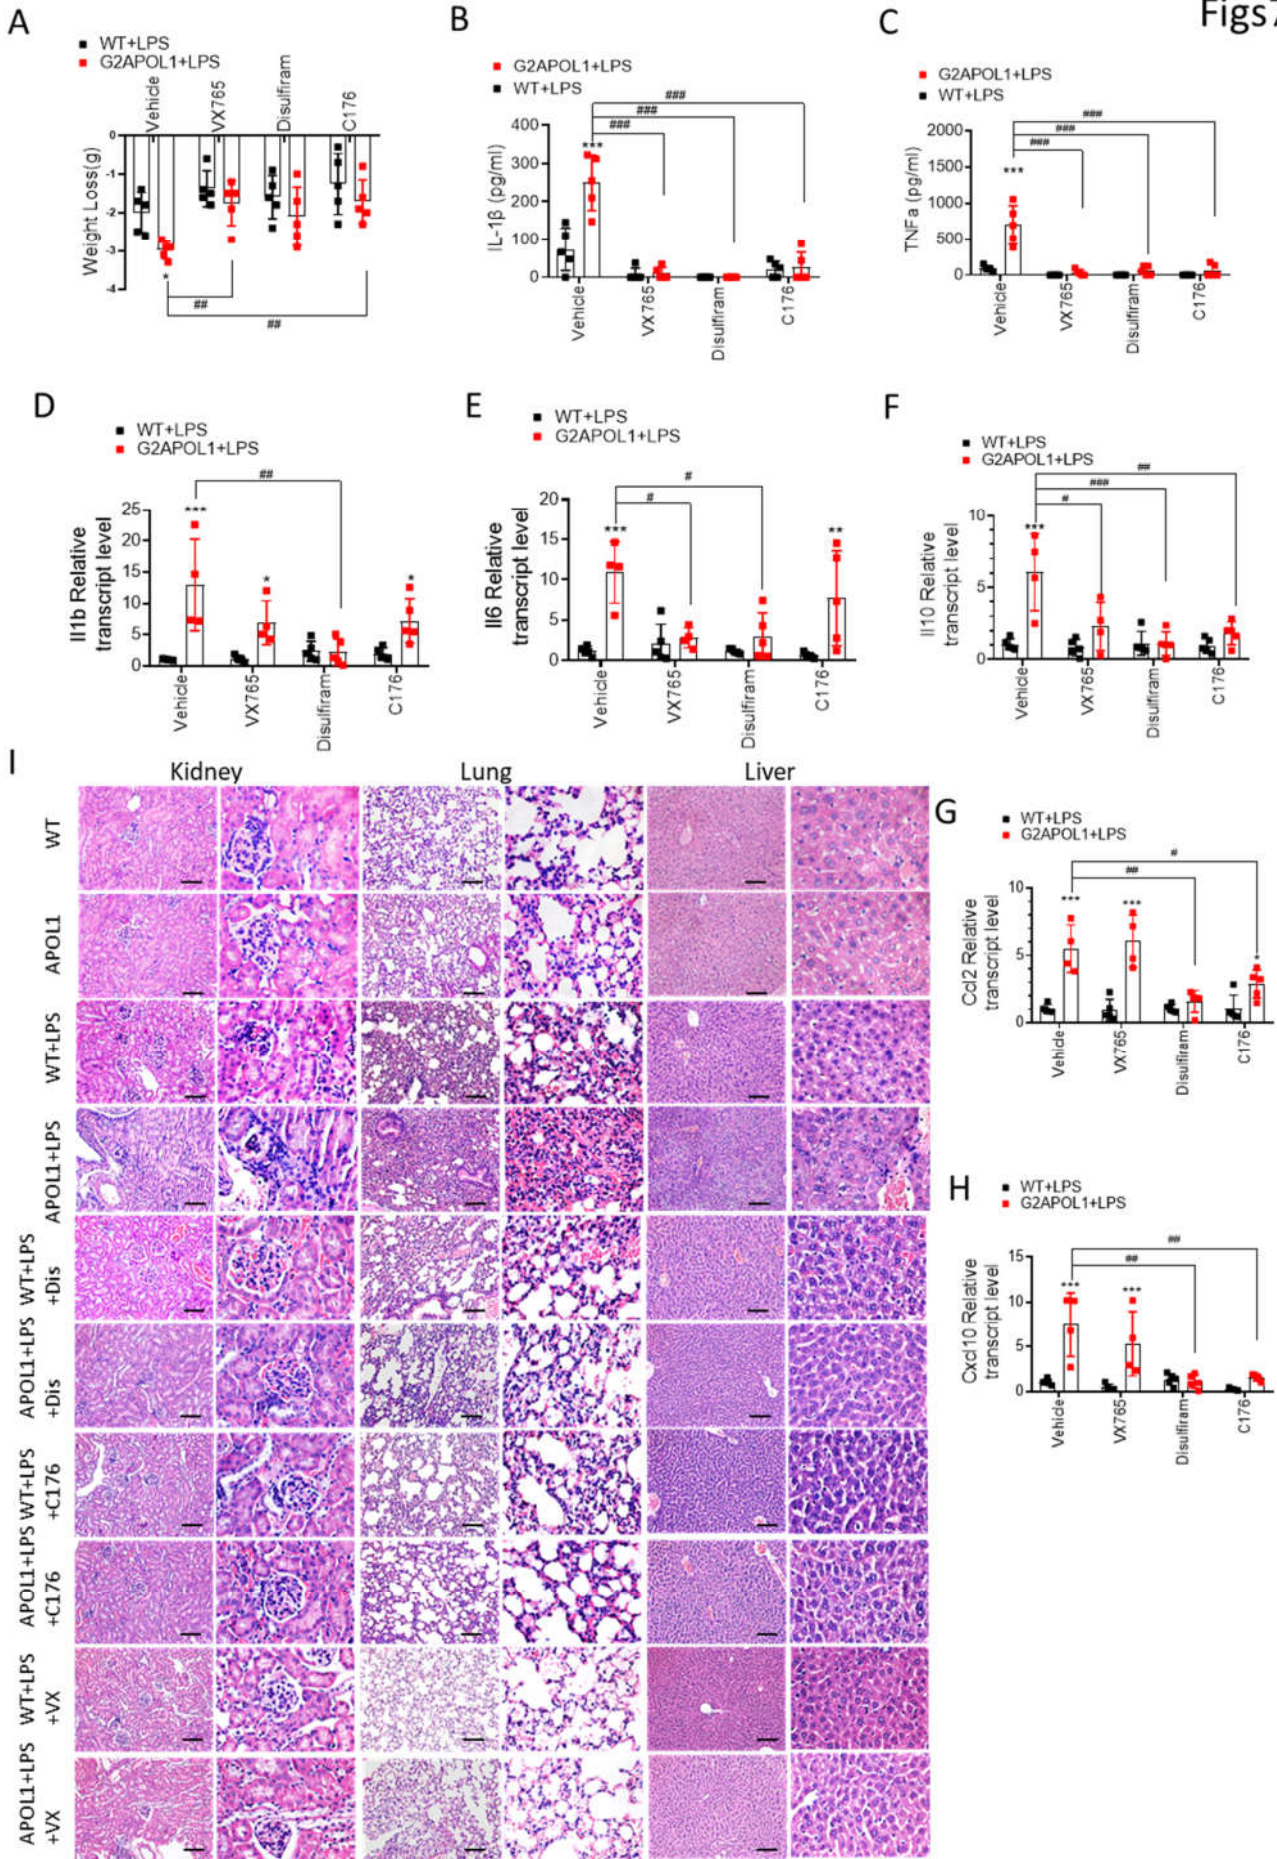 Figs7
A
WT+LPS
G2APOL1+LPS
Vehicle
VX765
Disulfiram
C176
Weight Loss(g)
0
-1
-2
-3
-4
*
##
##
B
G2APOL1+LPS
WT+LPS
###
###
###
***
IL-1β (pg/ml)
400
300
200
100
0
Vehicle
VX765
Disulfiram
C176
C
G2APOL1+LPS
WT+LPS
###
###
###
***
TNFa (pg/ml)
2000
1500
1000
500
0
Vehicle
VX765
Disulfiram
C176
D
WT+LPS
G2APOL1+LPS
##
***
*
*
Il1b Relative
transcript level
25
20
15
10
5
0
Vehicle
VX765
Disulfiram
C176
E
WT+LPS
G2APOL1+LPS
#
#
***
**
Il6 Relative
transcript level
20
15
10
5
0
Vehicle
VX765
Disulfiram
C176
F
WT+LPS
G2APOL1+LPS
##
###
#
***
Il10 Relative
transcript level
10
5
0
Vehicle
VX765
Disulfiram
C176
I
Kidney Lung Liver
WT
APOL1
WT+LPS
APOL1+LPS
WT+LPS
+Dis
APOL1+LPS
+Dis
WT+LPS
+C176
APOL1+LPS
+C176
WT+LPS
+VX
APOL1+LPS
+VX
G
WT+LPS
G2APOL1+LPS
#
##
***
***
*
Ccl2 Relative
transcript level
10
5
0
Vehicle
VX765
Disulfiram
C176
H
WT+LPS
G2APOL1+LPS
##
##
***
***
Cxcl10 Relative
transcript level
15
10
5
0
Vehicle
VX765
Disulfiram
C176